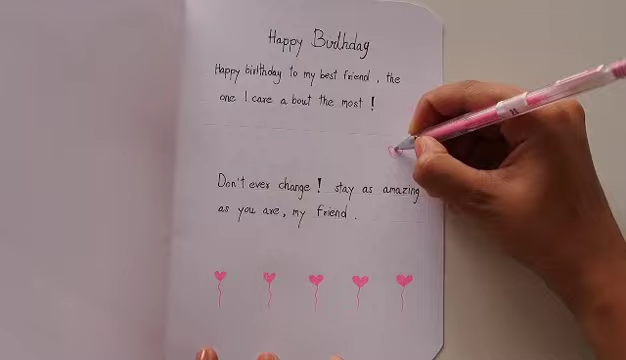 Happy Birthday
Happy birthday to my best friend, the
one I care a bout the most !
Don't ever change ! stay as amazing
as you are, my friend.